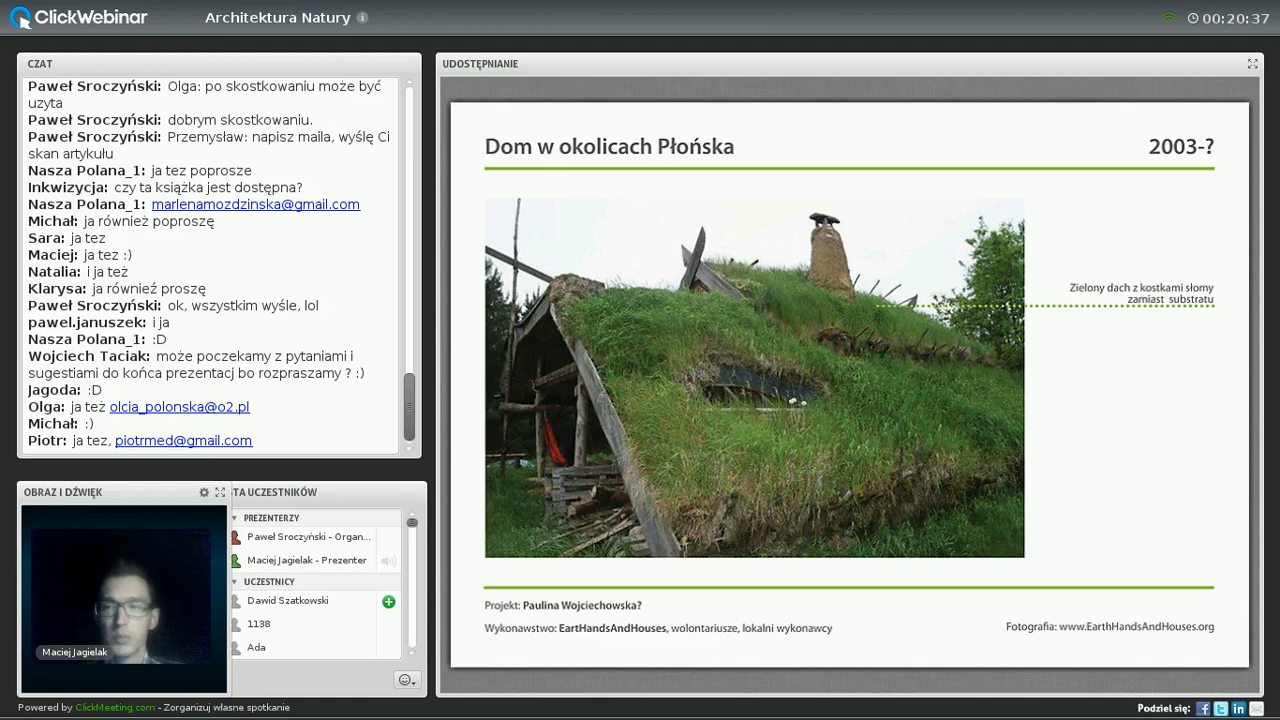 ClickWebinar
Architektura Natury
00:20:37
CZAT
Paweł Sroczyński: Olga: po skostkowaniu może być
uzyta
Paweł Sroczyński: dobrym skostkowaniu.
Paweł Sroczyński: Przemysław: napisz maila, wyślę Ci
skan artykułu
Nasza Polana_1: ja tez poprosze
Inkwizycja: czy ta książka jest dostępna?
Nasza Polana_1: marlenamozdzinska@gmail.com
Michał: ja również poproszę
Sara: ja tez
Maciej: ja tez :)
Natalia: i ja też
Klarysa: ja równieź proszę
Paweł Sroczyński: ok, wszystkim wyśle, lol
pawel.januszek: i ja
Nasza Polana_1: :D
Wojciech Taciak: może poczekamy z pytaniami i
sugestiami do końca prezentacj bo rozpraszamy ? :)
Jagoda: :D
Olga: ja też olcia_polonska@o2.pl
Michał: :)
Piotr: ja tez, piotrmed@gmail.com
UDOSTĘPNIANIE
Dom w okolicach Płońska
2003-?
Zielony dach z kostkami słomy
zamiast substratu
Projekt: Paulina Wojciechowska?
Wykonawstwo: EartHandsAndHouses, wolontariusze, lokalni wykonawcy
Fotografia: www.EarthHandsAndHouses.org
OBRAZ I DŹWIĘK
Maciej Jagielak
TA UCZESTNIKÓW
PREZENTERZY
Paweł Sroczyński - Organ...
Maciej Jagielak - Prezenter
UCZESTNICY
Dawid Szatkowski
1138
Ada
Powered by ClickMeeting.com - Zorganizuj własne spotkanie
Podziel się: